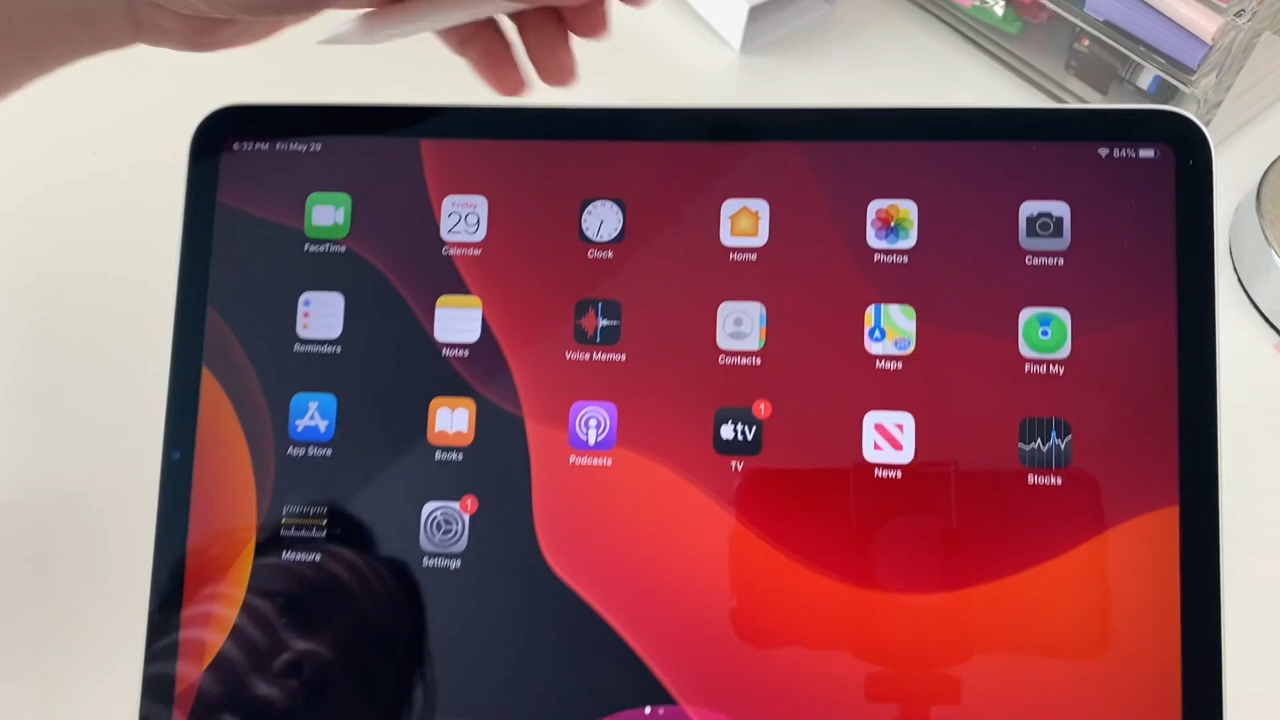 6:32 PM Fri May 29
84%
Friday
29
FaceTime Calendar Clock Home Photos Camera
Reminders Notes Voice Memos Contacts Maps Find My
1
tv
App Store Books Podcasts TV News Stocks
1
Measure Settings